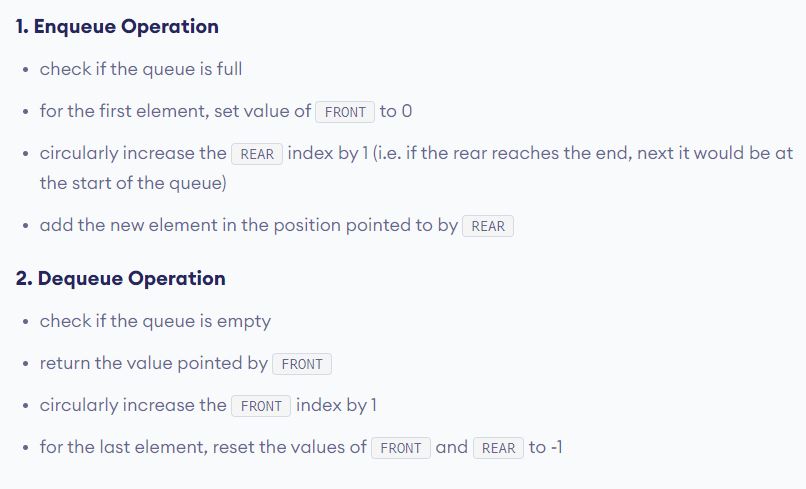 1. Enqueue Operation
• check if the queue is full
• for the first element, set value of FRONT to 0
• circularly increase the REAR index by 1 (i.e. if the rear reaches the end, next it would be at
the start of the queue)
• add the new element in the position pointed to by REAR
2. Dequeue Operation
• check if the queue is empty
• return the value pointed by FRONT
• circularly increase the FRONT index by 1
• for the last element, reset the values of FRONT and REAR to -1